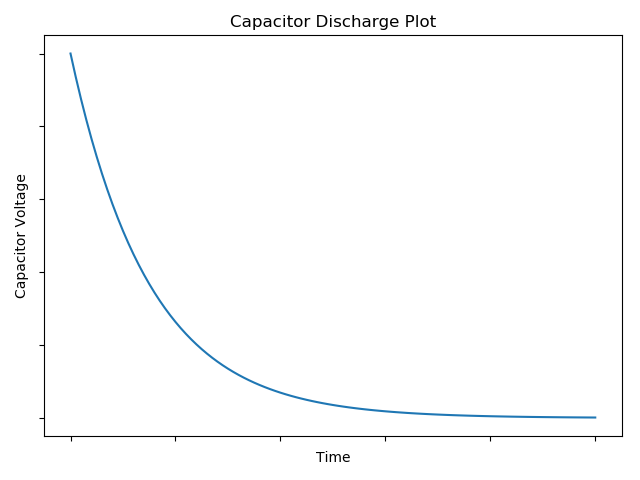 Capacitor Discharge Plot
Capacitor Voltage
Time